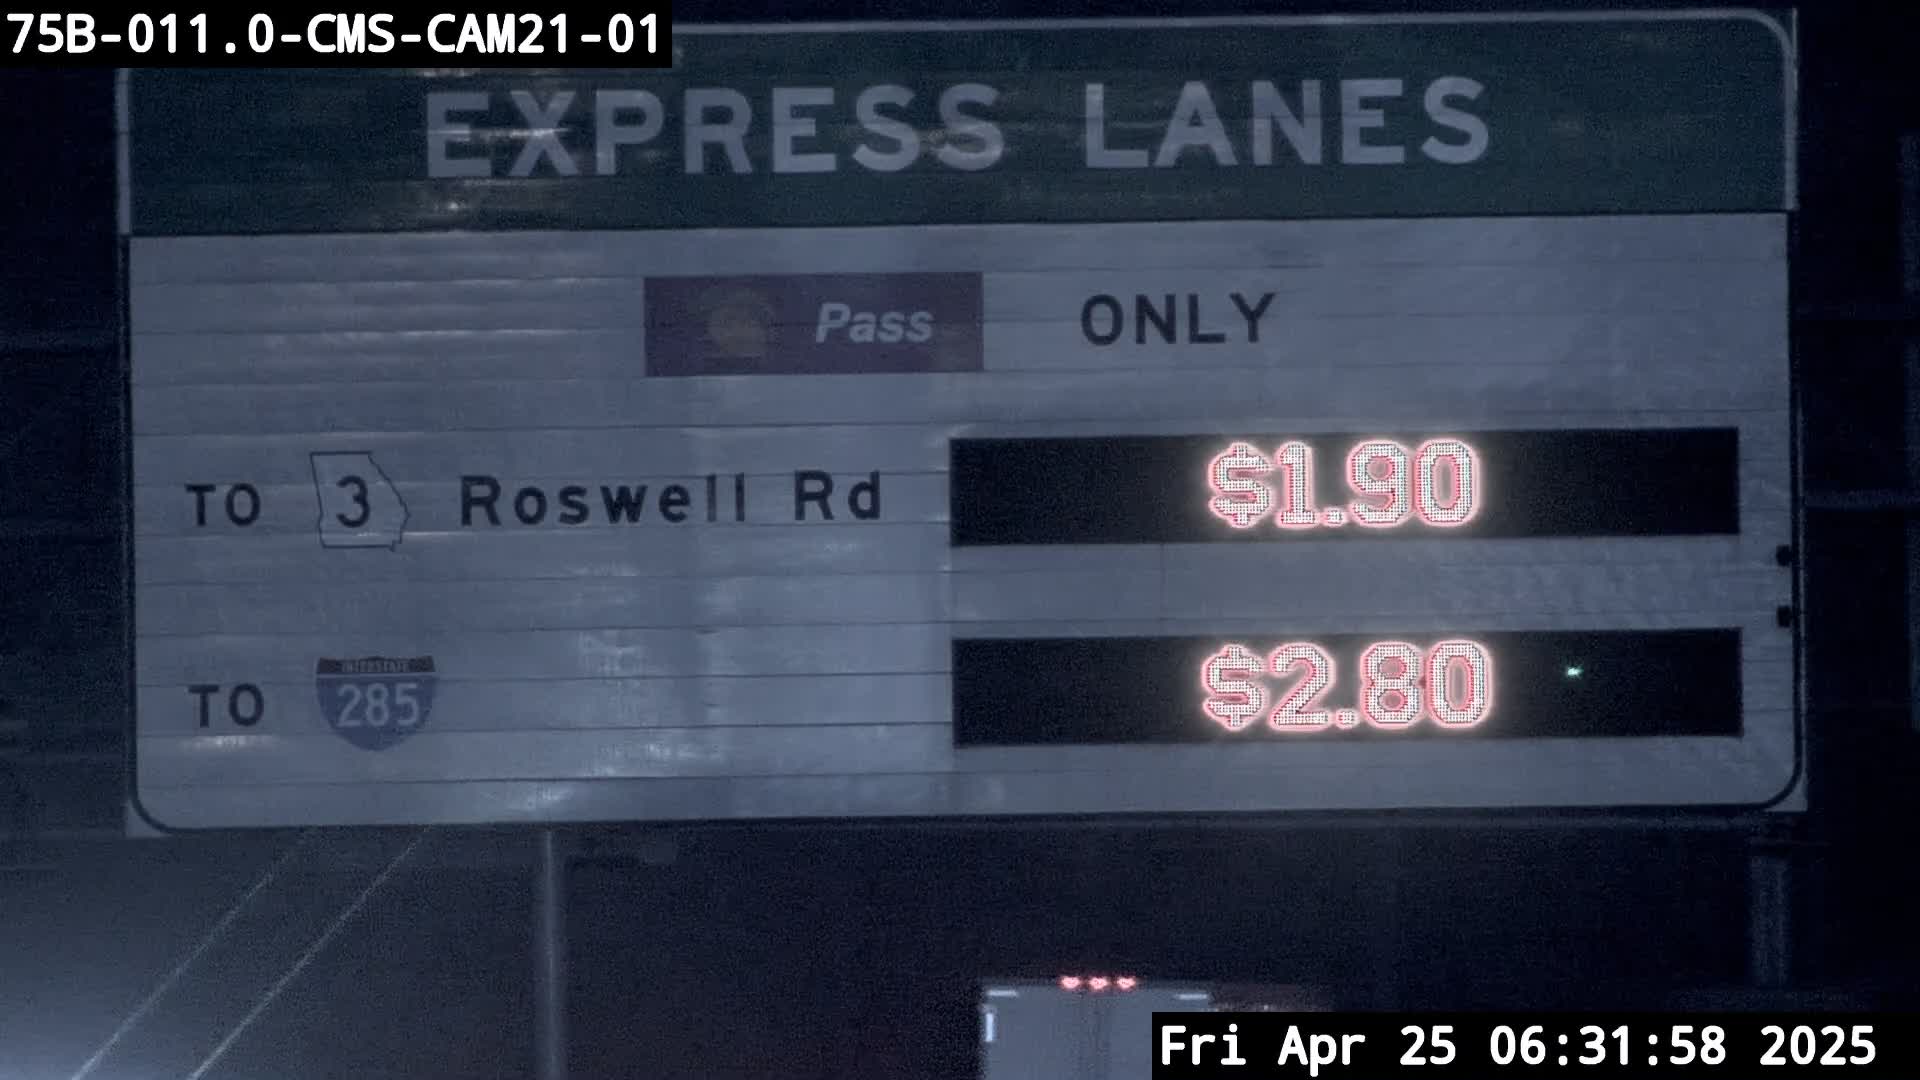 75B-011.0-CMS-CAM21-01
EXPRESS LANES
Pass ONLY
TO 3 Roswell Rd $1.90
TO INTERSTATE 285 $2.80
Fri Apr 25 06:31:58 2025